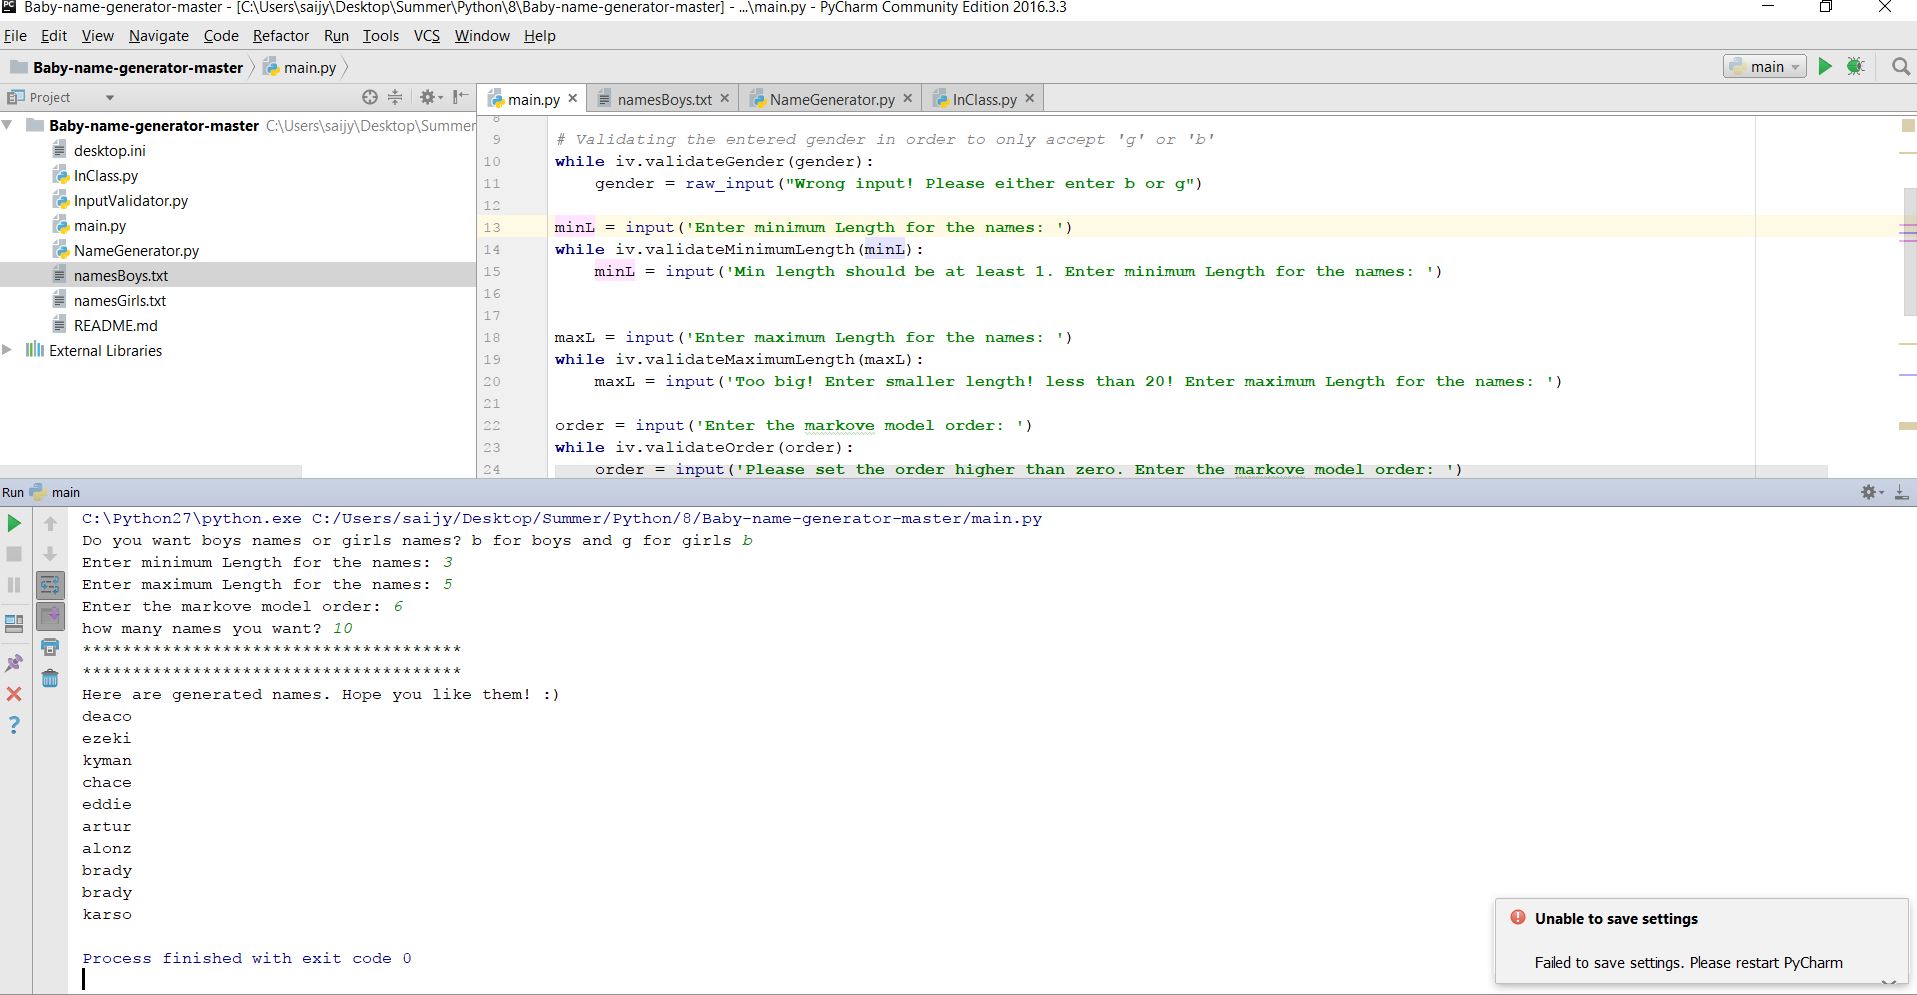 Baby-name-generator-master - [C:\Users\saijy\Desktop\Summer\Python\8\Baby-name-generator-master] - ...\main.py - PyCharm Community Edition 2016.3.3
File Edit View Navigate Code Refactor Run Tools VCS Window Help
Baby-name-generator-master main.py main
Project
main.py namesBoys.txt NameGenerator.py InClass.py
Baby-name-generator-master C:\Users\saijy\Desktop\Summer
desktop.ini
InClass.py
InputValidator.py
main.py
NameGenerator.py
namesBoys.txt
namesGirls.txt
README.md
External Libraries
8
9 # Validating the entered gender in order to only accept 'g' or 'b'
10 while iv.validateGender(gender):
11 gender = raw_input("Wrong input! Please either enter b or g")
12
13 minL = input('Enter minimum Length for the names: ')
14 while iv.validateMinimumLength(minL):
15 minL = input('Min length should be at least 1. Enter minimum Length for the names: ')
16
17
18 maxL = input('Enter maximum Length for the names: ')
19 while iv.validateMaximumLength(maxL):
20 maxL = input('Too big! Enter smaller length! less than 20! Enter maximum Length for the names: ')
21
22 order = input('Enter the markove model order: ')
23 while iv.validateOrder(order):
24 order = input('Please set the order higher than zero. Enter the markove model order: ')
Run main
C:\Python27\python.exe C:/Users/saijy/Desktop/Summer/Python/8/Baby-name-generator-master/main.py
Do you want boys names or girls names? b for boys and g for girls b
Enter minimum Length for the names: 3
Enter maximum Length for the names: 5
Enter the markove model order: 6
how many names you want? 10
**************************************
**************************************
Here are generated names. Hope you like them! :)
deaco
ezeki
kyman
chace
eddie
artur
alonz
brady
brady
karso
Process finished with exit code 0
Unable to save settings
Failed to save settings. Please restart PyCharm